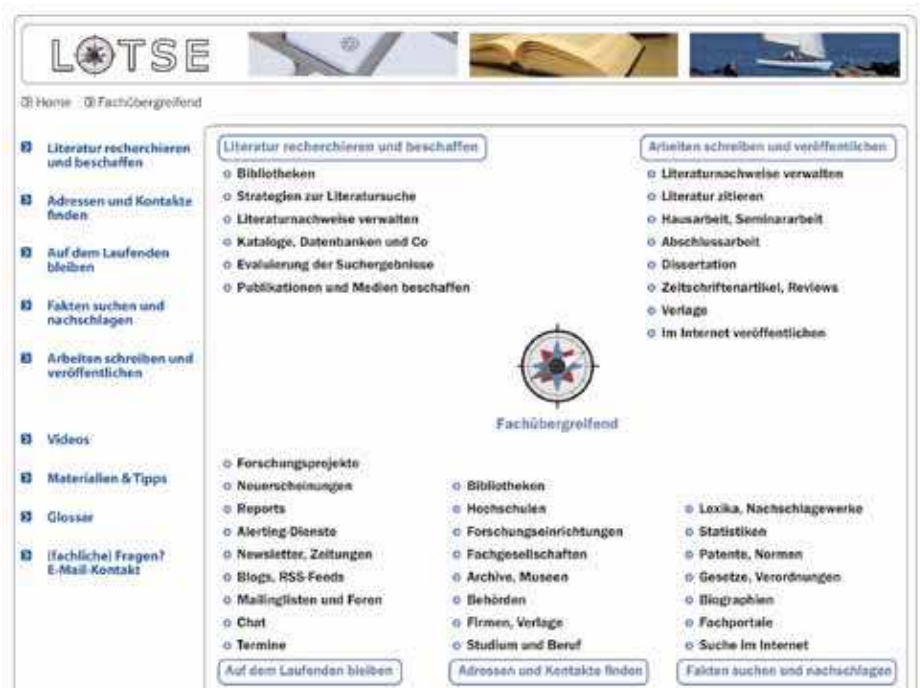 LOTSE
Home Fachübergreifend
Literatur recherchieren
und beschaffen
Adressen und Kontakte
finden
Auf dem Laufenden
bleiben
Fakten suchen und
nachschlagen
Arbeiten schreiben und
veröffentlichen
Videos
Materialien & Tipps
Glossar
(fachliche) Fragen?
E-Mail-Kontakt
Literatur recherchieren und beschaffen
Bibliotheken
Strategien zur Literatursuche
Literaturnachweise verwalten
Kataloge, Datenbanken und Co
Evaluierung der Suchergebnisse
Publikationen und Medien beschaffen
Arbeiten schreiben und veröffentlichen
Literaturnachweise verwalten
Literatur zitieren
Hausarbeit, Seminararbeit
Abschlussarbeit
Dissertation
Zeitschriftenartikel, Reviews
Verlage
Im Internet veröffentlichen
Fachübergreifend
Forschungsprojekte
Neuerscheinungen
Reports
Alerting-Dienste
Newsletter, Zeitungen
Blogs, RSS-Feeds
Mailinglisten und Foren
Chat
Termine
Auf dem Laufenden bleiben
Bibliotheken
Hochschulen
Forschungseinrichtungen
Fachgesellschaften
Archive, Museen
Behörden
Firmen, Verlage
Studium und Beruf
Adressen und Kontakte finden
Lexika, Nachschlagewerke
Statistiken
Patente, Normen
Gesetze, Verordnungen
Biographien
Fachportale
Suche im Internet
Fakten suchen und nachschlagen